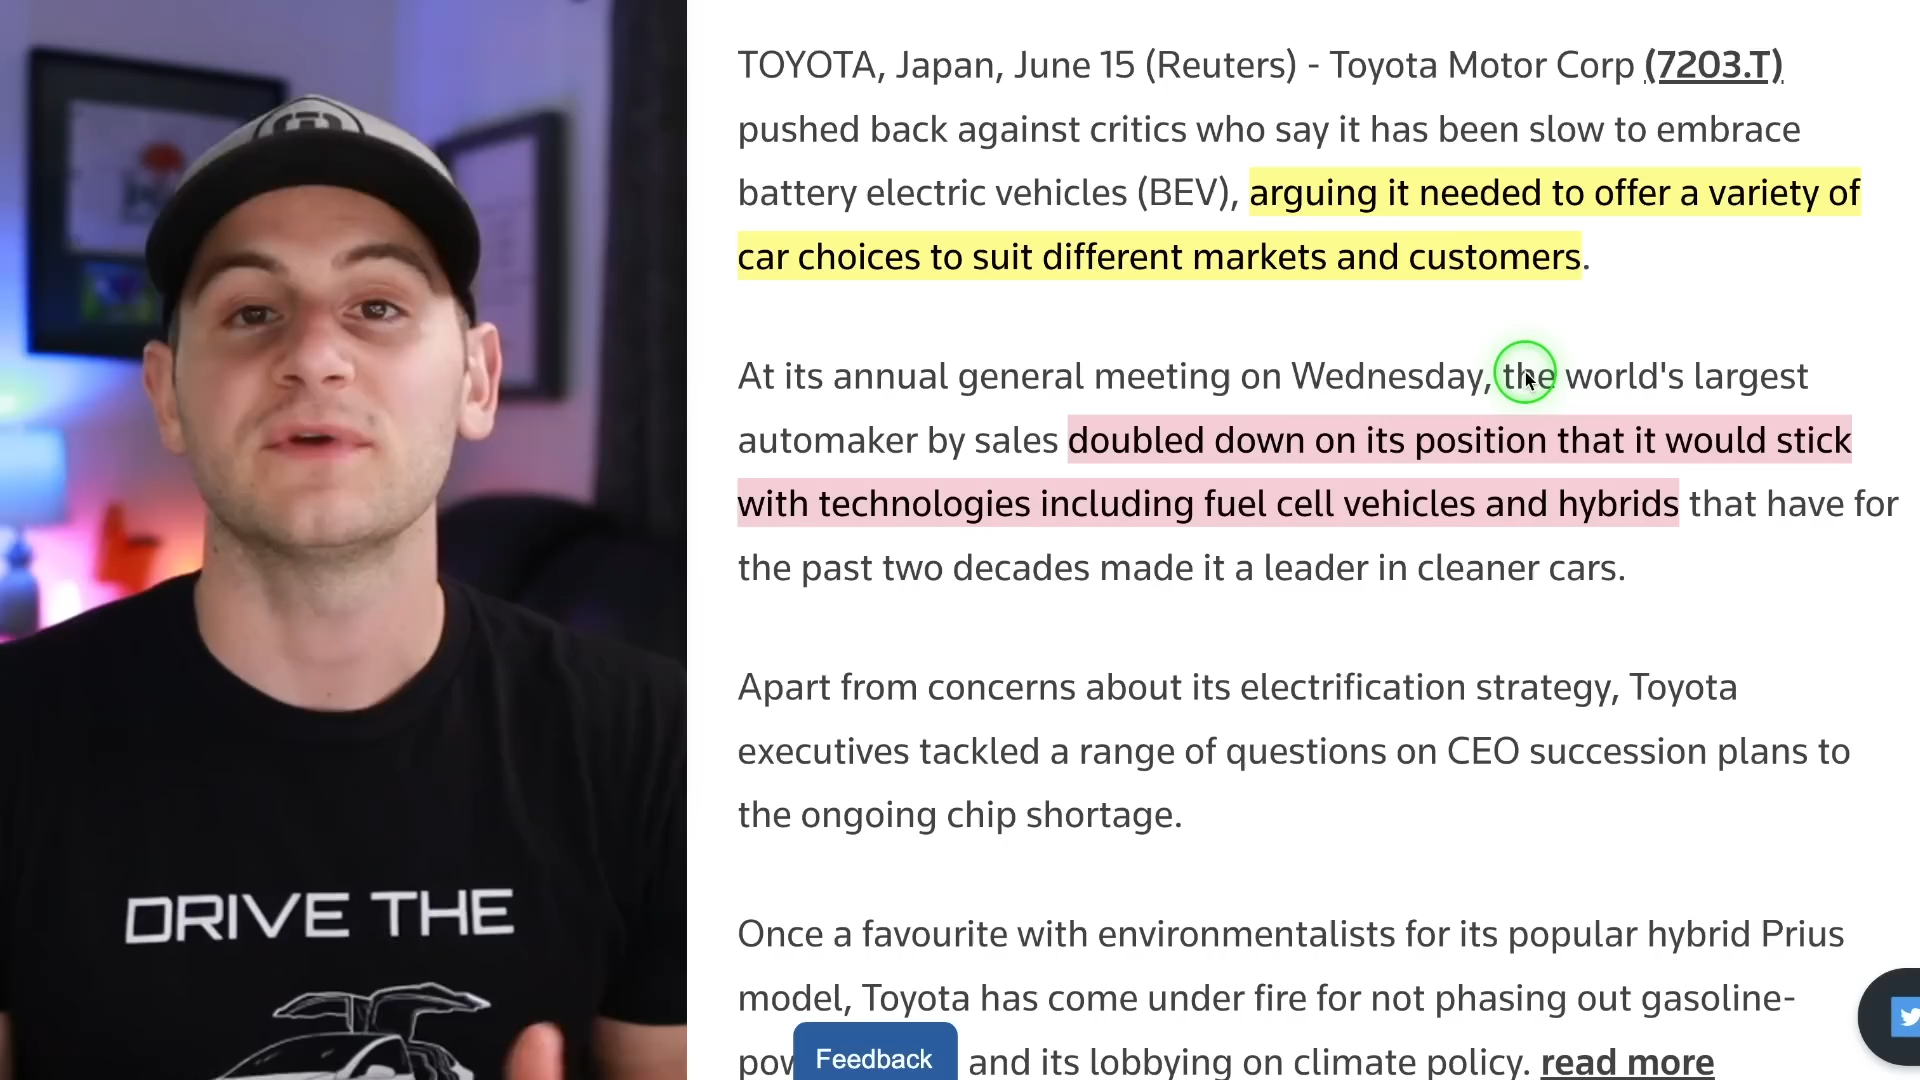 TOYOTA, Japan, June 15 (Reuters) - Toyota Motor Corp (7203.T)
pushed back against critics who say it has been slow to embrace
battery electric vehicles (BEV), arguing it needed to offer a variety of
car choices to suit different markets and customers.
At its annual general meeting on Wednesday, the world's largest
automaker by sales doubled down on its position that it would stick
with technologies including fuel cell vehicles and hybrids that have for
the past two decades made it a leader in cleaner cars.
Apart from concerns about its electrification strategy, Toyota
executives tackled a range of questions on CEO succession plans to
the ongoing chip shortage.
Once a favourite with environmentalists for its popular hybrid Prius
model, Toyota has come under fire for not phasing out gasoline-
and its lobbying on climate policy. read more
Feedback
DRIVE THE